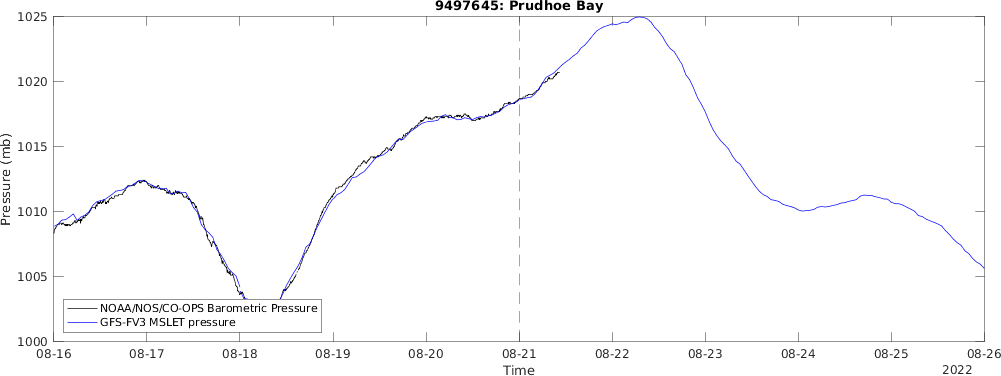 9497645: Prudhoe Bay
1025
1020
1015
1010
1005
1000
Pressure (mb)
NOAA/NOS/CO-OPS Barometric Pressure
GFS-FV3 MSLET pressure
08-16 08-17 08-18 08-19 08-20 08-21 08-22 08-23 08-24 08-25 08-26
Time
2022